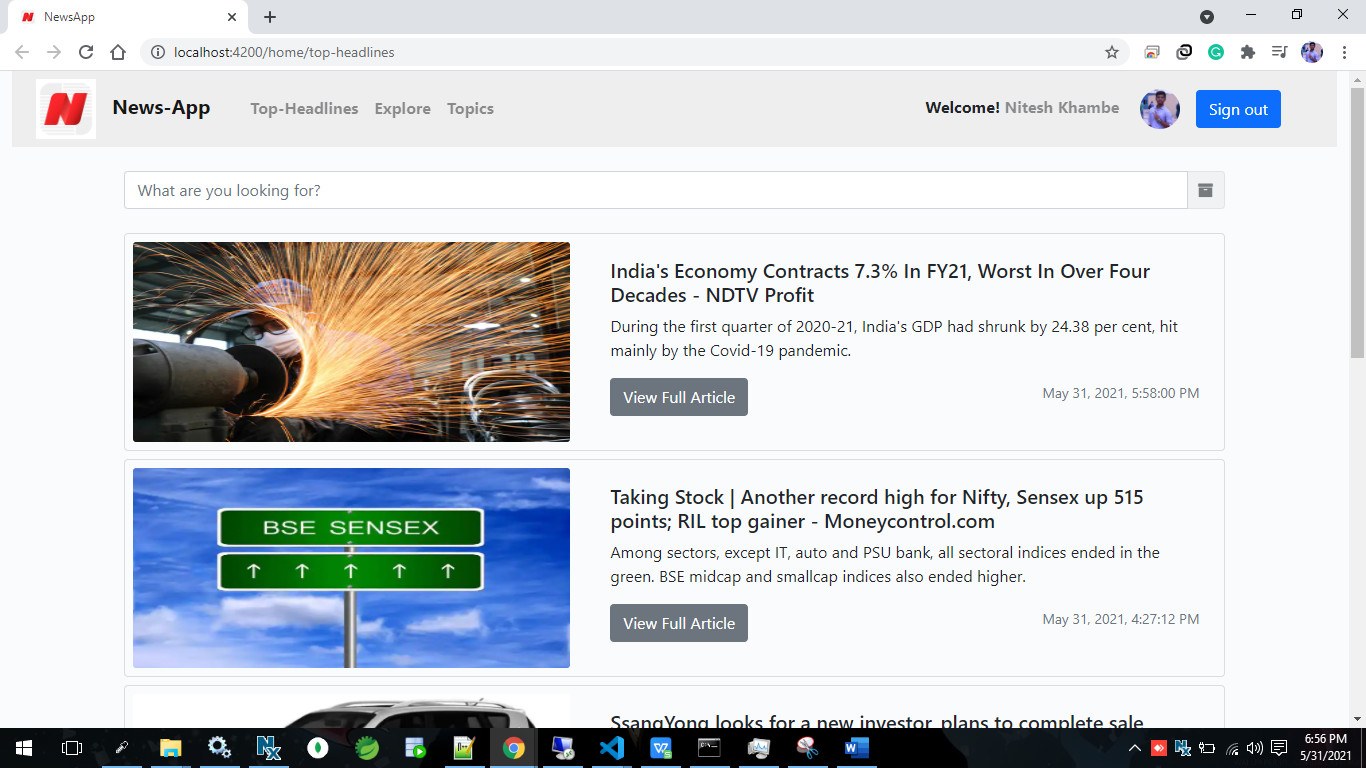 NewsApp
localhost:4200/home/top-headlines
News-App
Top-Headlines Explore Topics
Welcome! Nitesh Khambe
Sign out
What are you looking for?
India's Economy Contracts 7.3% In FY21, Worst In Over Four
Decades - NDTV Profit
During the first quarter of 2020-21, India's GDP had shrunk by 24.38 per cent, hit
mainly by the Covid-19 pandemic.
View Full Article
May 31, 2021, 5:58:00 PM
BSE SENSEX
Taking Stock | Another record high for Nifty, Sensex up 515
points; RIL top gainer - Moneycontrol.com
Among sectors, except IT, auto and PSU bank, all sectoral indices ended in the
green. BSE midcap and smallcap indices also ended higher.
View Full Article
May 31, 2021, 4:27:12 PM
SsangYong looks for a new investor, plans to complete sale
6:56 PM
5/31/2021